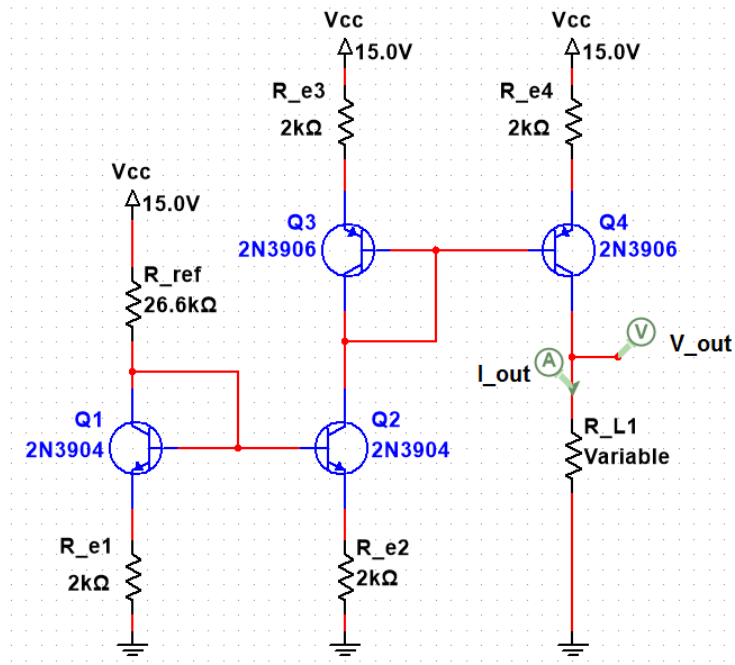 Vcc
15.0V
R_e3
2kΩ
Vcc
15.0V
R_e4
2kΩ
Vcc
15.0V
R_ref
26.6kΩ
Q3
2N3906
Q4
2N3906
V
V_out
A
I_out
Q1
2N3904
Q2
2N3904
R_L1
Variable
R_e1
2kΩ
R_e2
2kΩ